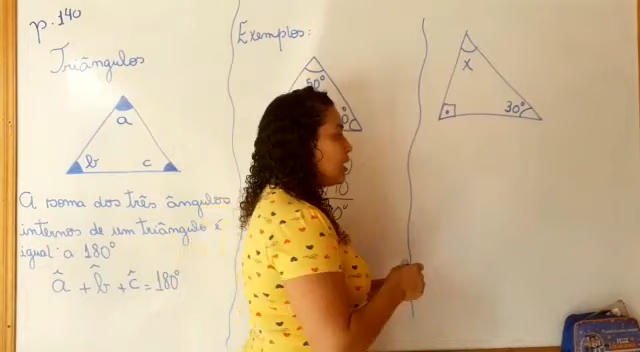 p. 140
Triângulos
a
b c
A soma dos três ângulos
internos de um triângulo é
igual a 180°
â + b̂ + ĉ = 180°
Exemplos:
50°
x
30°